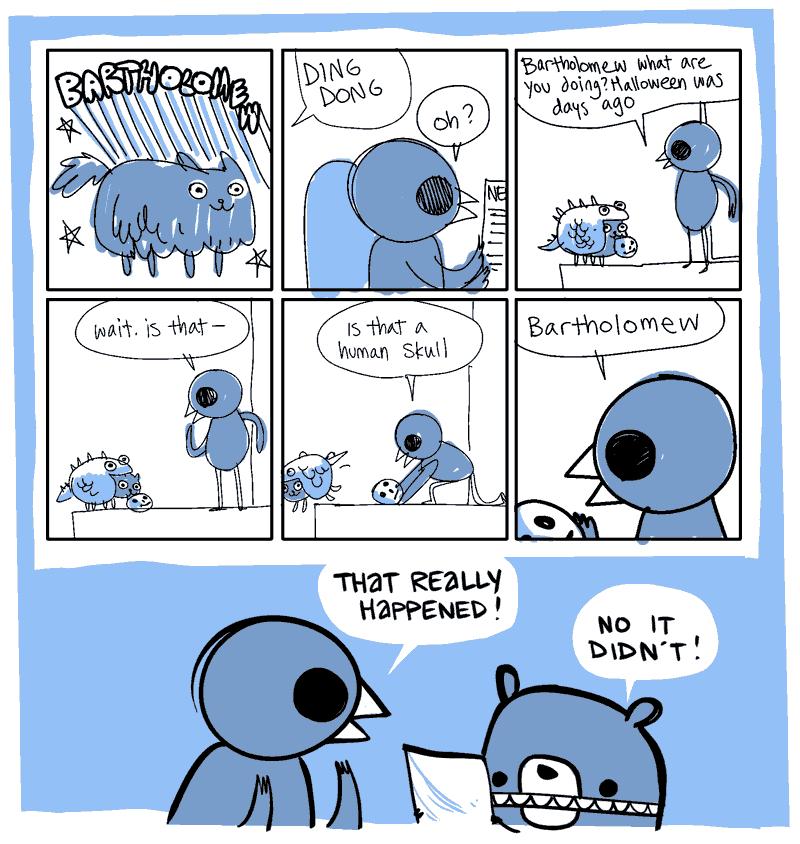 BARTHOLOMEW
DING
DONG
oh?
NE
Bartholomew what are
you doing? Halloween was
days ago
wait. is that –
Is that a
human skull
Bartholomew
THAT REALLY
HAPPENED!
NO IT
DIDN'T!